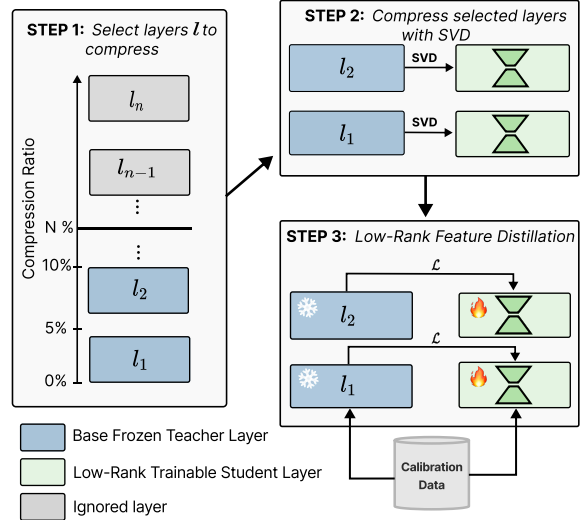 STEP 1: Select layers l to
compress
Compression Ratio
l_n
l_{n-1}
⋮
N %
⋮
10%
l_2
5%
l_1
0%
STEP 2: Compress selected layers
with SVD
l_2
SVD
l_1
SVD
STEP 3: Low-Rank Feature Distillation
ℒ
l_2
ℒ
l_1
Calibration
Data
Base Frozen Teacher Layer
Low-Rank Trainable Student Layer
Ignored layer